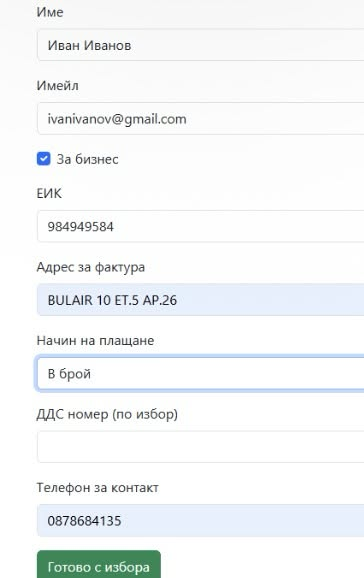 Име
Иван Иванов
Имейл
ivanivanov@gmail.com
За бизнес
ЕИК
984949584
Адрес за фактура
BULAIR 10 ET.5 AP.26
Начин на плащане
В брой
ДДС номер (по избор)
Телефон за контакт
0878684135
Готово с избора